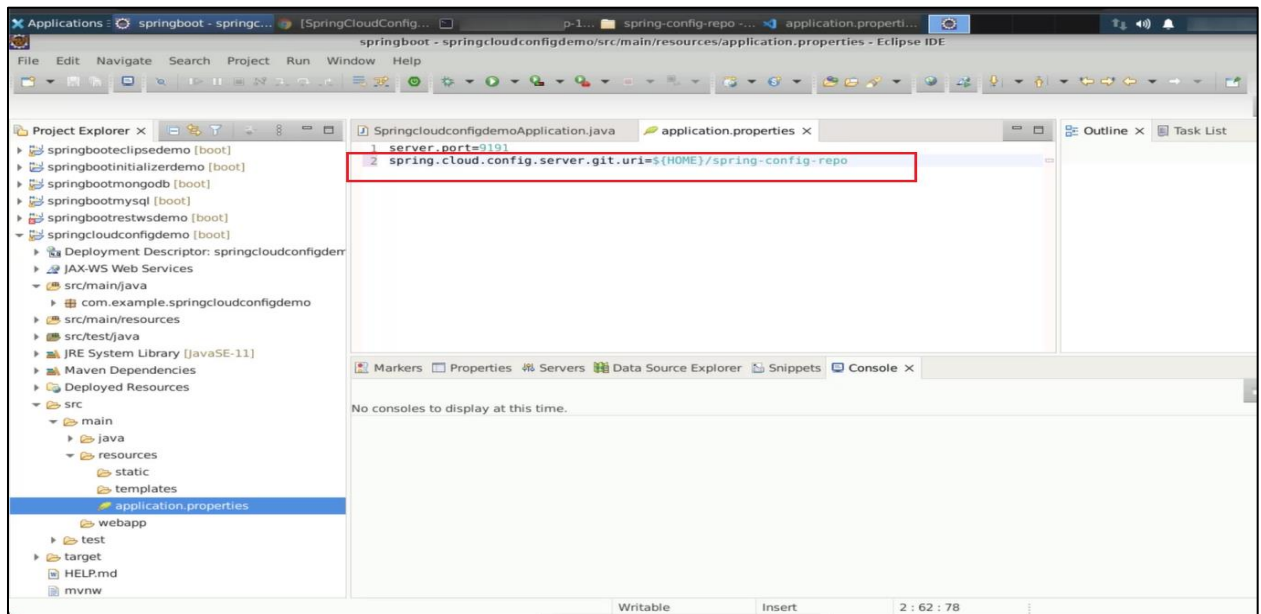 Applications : springboot - springc... [SpringCloudConfig... p-1... spring-config-repo -... application.properti...
springboot - springcloudconfigdemo/src/main/resources/application.properties - Eclipse IDE
File Edit Navigate Search Project Run Window Help
Project Explorer
springbooteclipsedemo [boot]
springbootinitializerdemo [boot]
springbootmongodb [boot]
springbootmysql [boot]
springbootrestwsdemo [boot]
springcloudconfigdemo [boot]
Deployment Descriptor: springcloudconfigdem
JAX-WS Web Services
src/main/java
com.example.springcloudconfigdemo
src/main/resources
src/test/java
JRE System Library [JavaSE-11]
Maven Dependencies
Deployed Resources
src
main
java
resources
static
templates
application.properties
webapp
test
target
HELP.md
mvnw
SpringcloudconfigdemoApplication.java application.properties
1 server.port=9191
2 spring.cloud.config.server.git.uri=${HOME}/spring-config-repo
Outline Task List
Markers Properties Servers Data Source Explorer Snippets Console
No consoles to display at this time.
Writable Insert 2 : 62 : 78